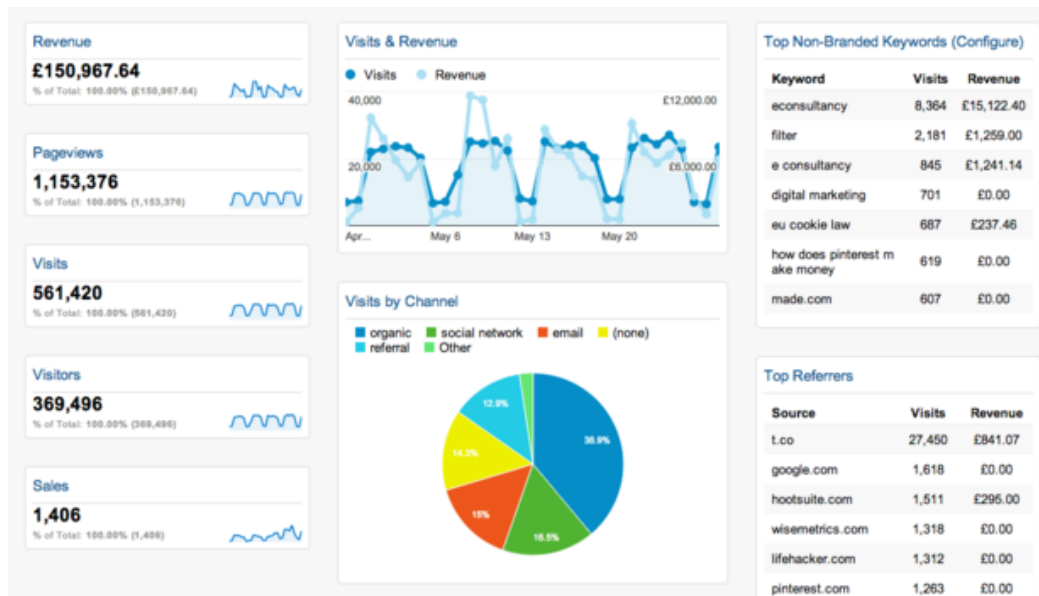 Revenue
£150,967.64
% of Total: 100.00% (£150,967.64)
Pageviews
1,153,376
% of Total: 100.00% (1,153,376)
Visits
561,420
% of Total: 100.00% (561,420)
Visitors
369,496
% of Total: 100.00% (369,496)
Sales
1,406
% of Total: 100.00% (1,406)
Visits & Revenue
Visits Revenue
40,000 £12,000.00
20,000 £6,000.00
Apr... May 6 May 13 May 20
Visits by Channel
organic social network email (none)
referral Other
38.9%
16.5%
15%
14.3%
12.9%
Top Non-Branded Keywords (Configure)
Keyword Visits Revenue
econsultancy 8,364 £15,122.40
filter 2,181 £1,259.00
e consultancy 845 £1,241.14
digital marketing 701 £0.00
eu cookie law 687 £237.46
how does pinterest m
ake money 619 £0.00
made.com 607 £0.00
Top Referrers
Source Visits Revenue
t.co 27,450 £841.07
google.com 1,618 £0.00
hootsuite.com 1,511 £295.00
wisemetrics.com 1,318 £0.00
lifehacker.com 1,312 £0.00
pinterest.com 1,263 £0.00